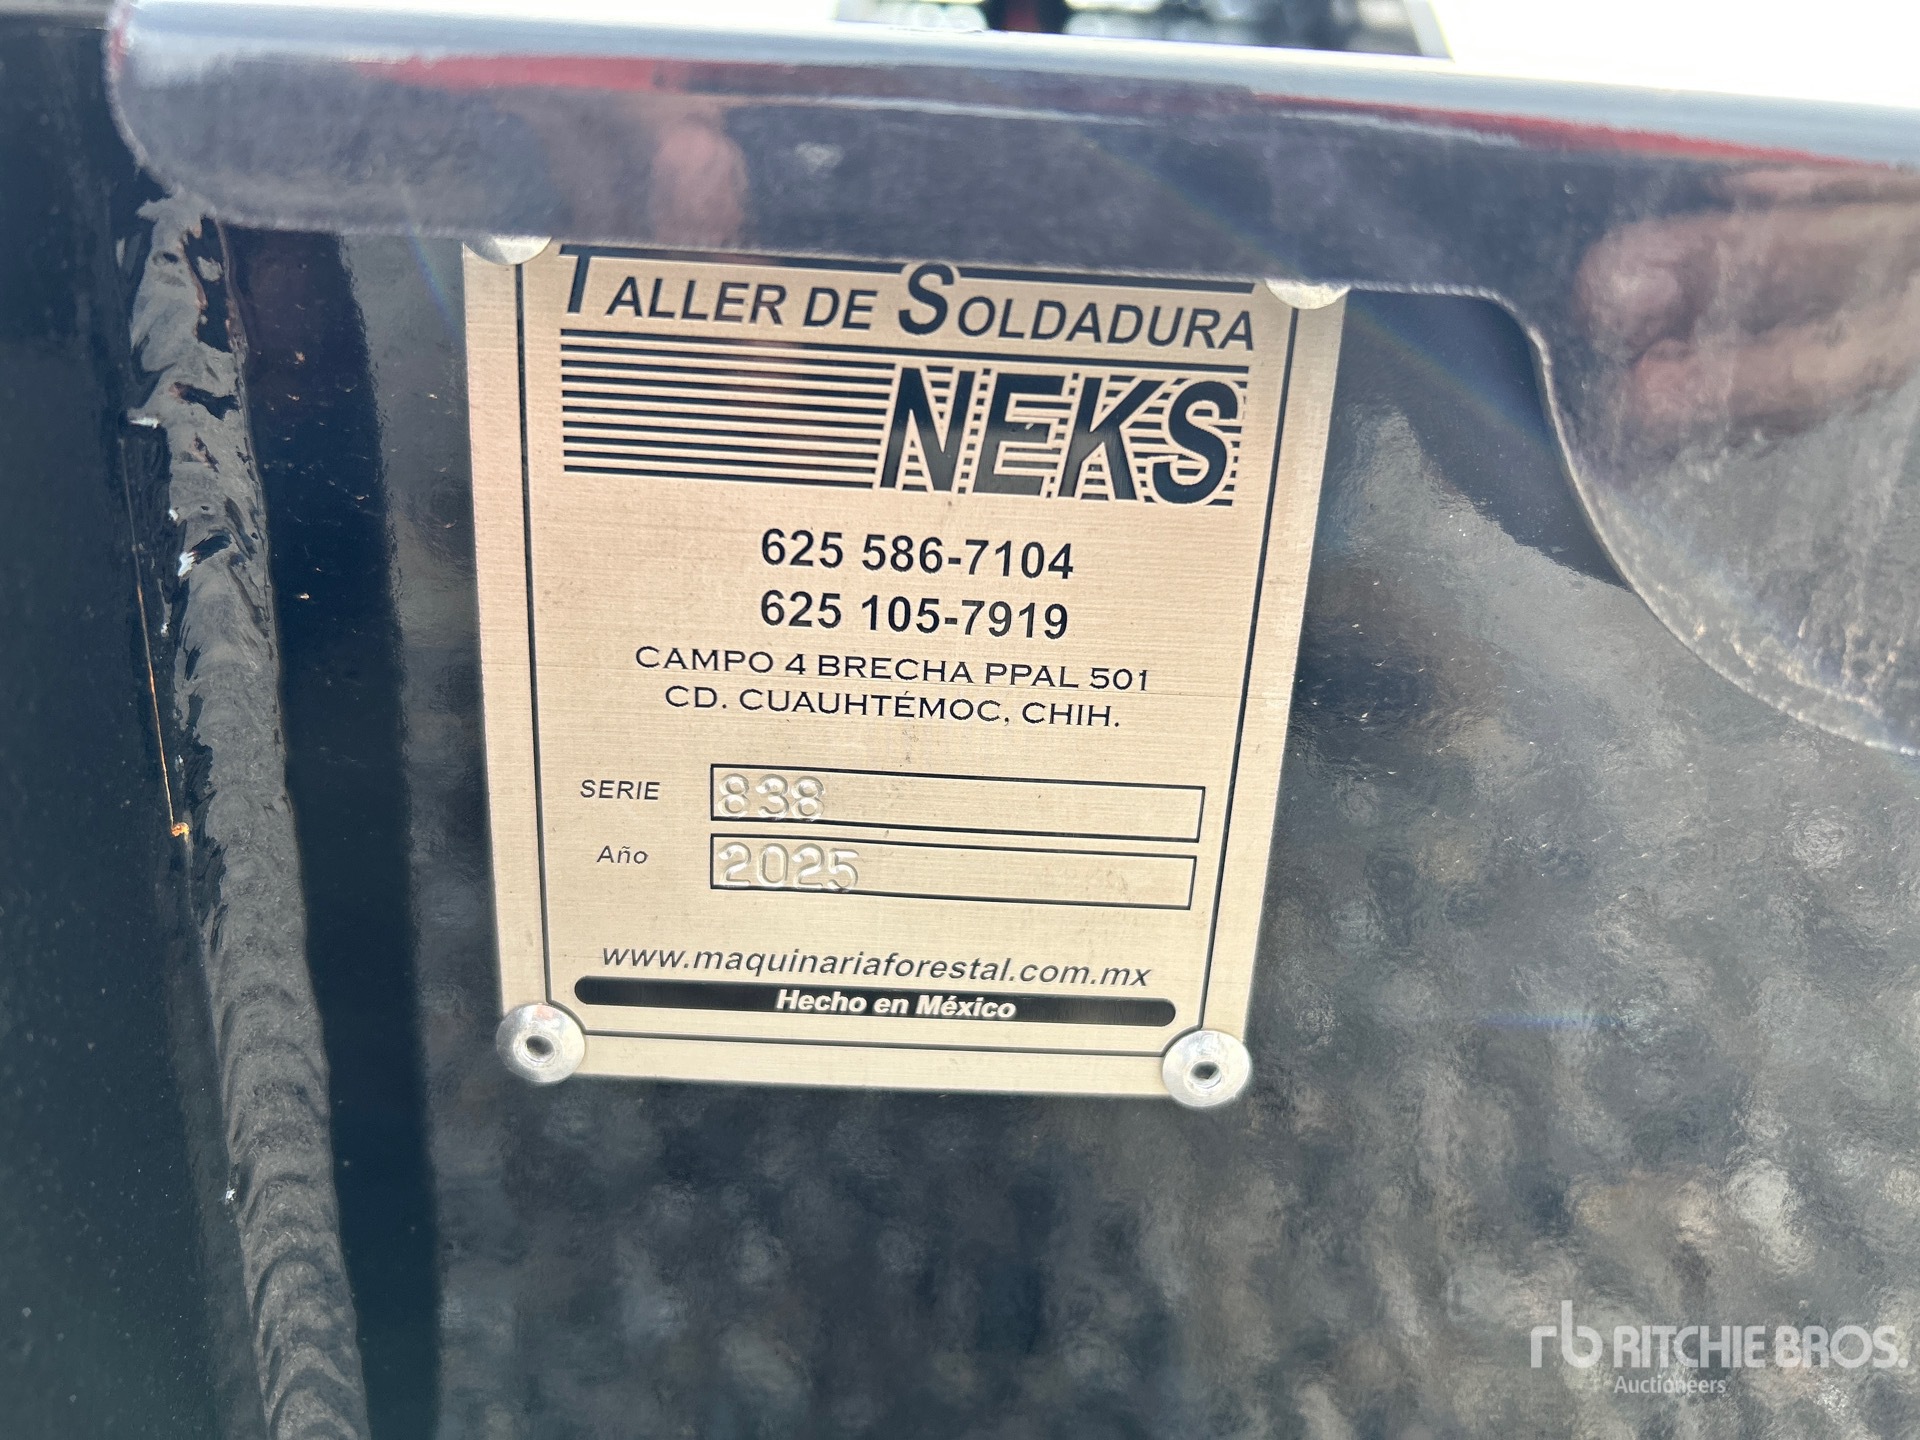 TALLER DE SOLDADURA
NEKS
625 586-7104
625 105-7919
CAMPO 4 BRECHA PPAL 501
CD. CUAUHTÉMOC, CHIH.
SERIE 838
Año 2025
www.maquinariaforestal.com.mx
Hecho en México
rb RITCHIE BROS.
Auctioneers